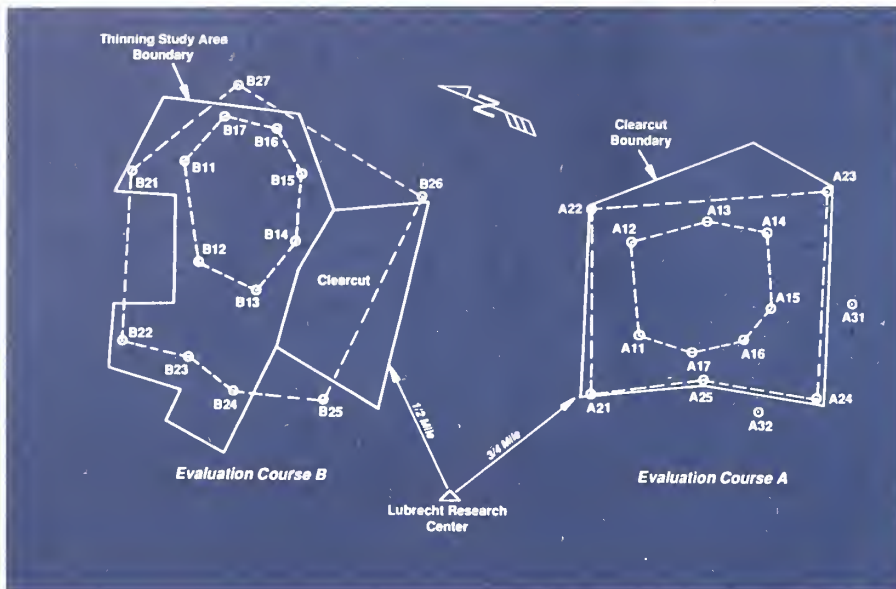 Thinning Study Area
Boundary
B27
B17
B16
B11
B21
B15
B26
B12
B14
B13
Clearcut
B22
B23
B24
B25
1/2 Mile
Evaluation Course B
N
Clearcut
Boundary
A23
A22
A13
A14
A12
A15
A31
A11
A16
A17
A21
A25
A24
A32
3/4 Mile
Evaluation Course A
Lubrecht Research
Center